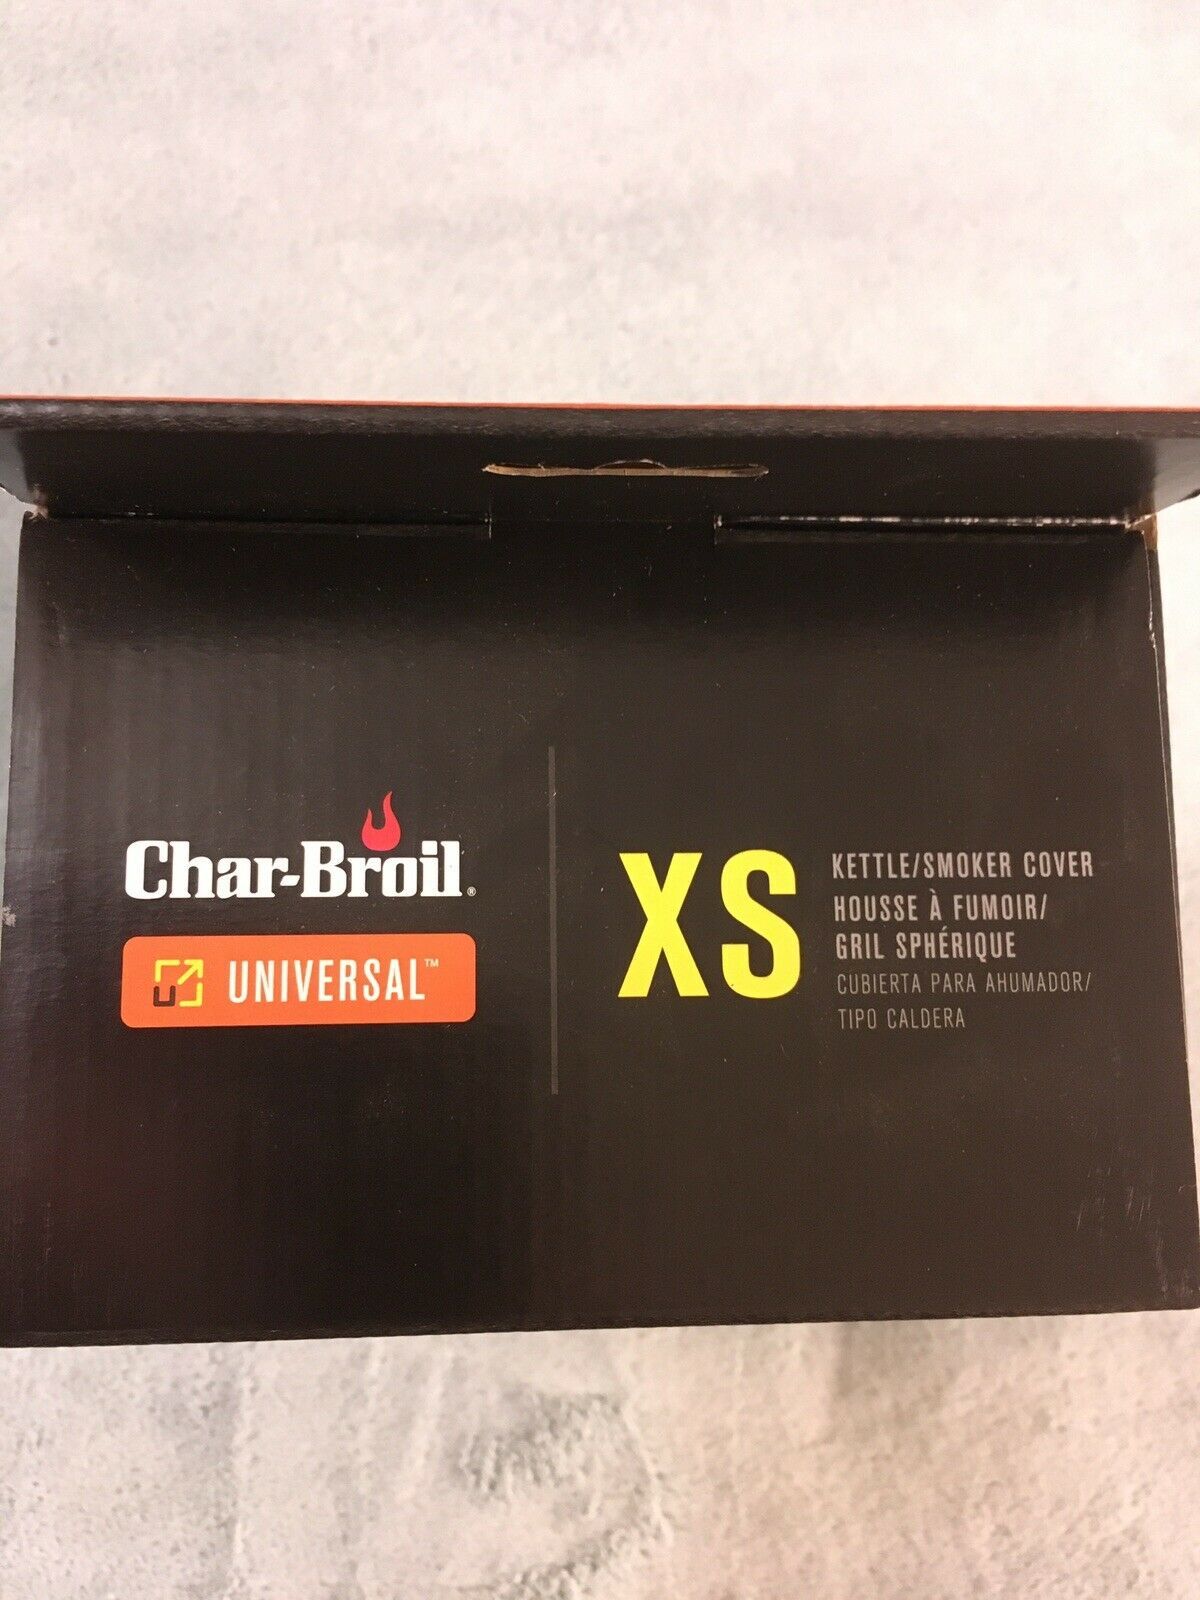 Char-Broil®
U UNIVERSAL™
XS
KETTLE/SMOKER COVER
HOUSSE À FUMOIR/
GRIL SPHÉRIQUE
CUBIERTA PARA AHUMADOR/
TIPO CALDERA